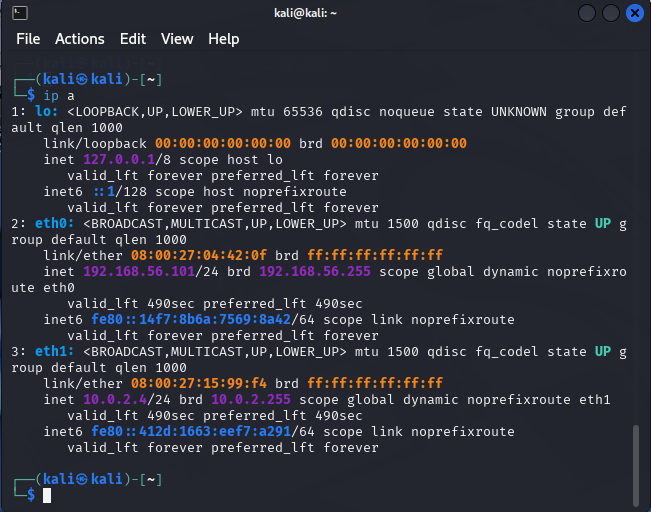 kali@kali: ~
File Actions Edit View Help
┌──(kali㉿kali)-[~]
└─$ ip a
1: lo: <LOOPBACK,UP,LOWER_UP> mtu 65536 qdisc noqueue state UNKNOWN group def
ault qlen 1000
    link/loopback 00:00:00:00:00:00 brd 00:00:00:00:00:00
    inet 127.0.0.1/8 scope host lo
       valid_lft forever preferred_lft forever
    inet6 ::1/128 scope host noprefixroute
       valid_lft forever preferred_lft forever
2: eth0: <BROADCAST,MULTICAST,UP,LOWER_UP> mtu 1500 qdisc fq_codel state UP g
roup default qlen 1000
    link/ether 08:00:27:04:42:0f brd ff:ff:ff:ff:ff:ff
    inet 192.168.56.101/24 brd 192.168.56.255 scope global dynamic noprefixro
ute eth0
       valid_lft 490sec preferred_lft 490sec
    inet6 fe80::14f7:8b6a:7569:8a42/64 scope link noprefixroute
       valid_lft forever preferred_lft forever
3: eth1: <BROADCAST,MULTICAST,UP,LOWER_UP> mtu 1500 qdisc fq_codel state UP g
roup default qlen 1000
    link/ether 08:00:27:15:99:f4 brd ff:ff:ff:ff:ff:ff
    inet 10.0.2.4/24 brd 10.0.2.255 scope global dynamic noprefixroute eth1
       valid_lft 490sec preferred_lft 490sec
    inet6 fe80::412d:1663:eef7:a291/64 scope link noprefixroute
       valid_lft forever preferred_lft forever
┌──(kali㉿kali)-[~]
└─$